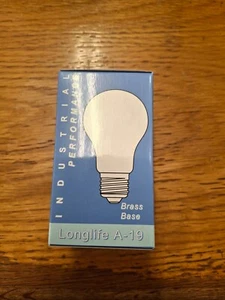 INDUSTRIAL
PERFORMANCE
Brass
Base
Longlife A-19